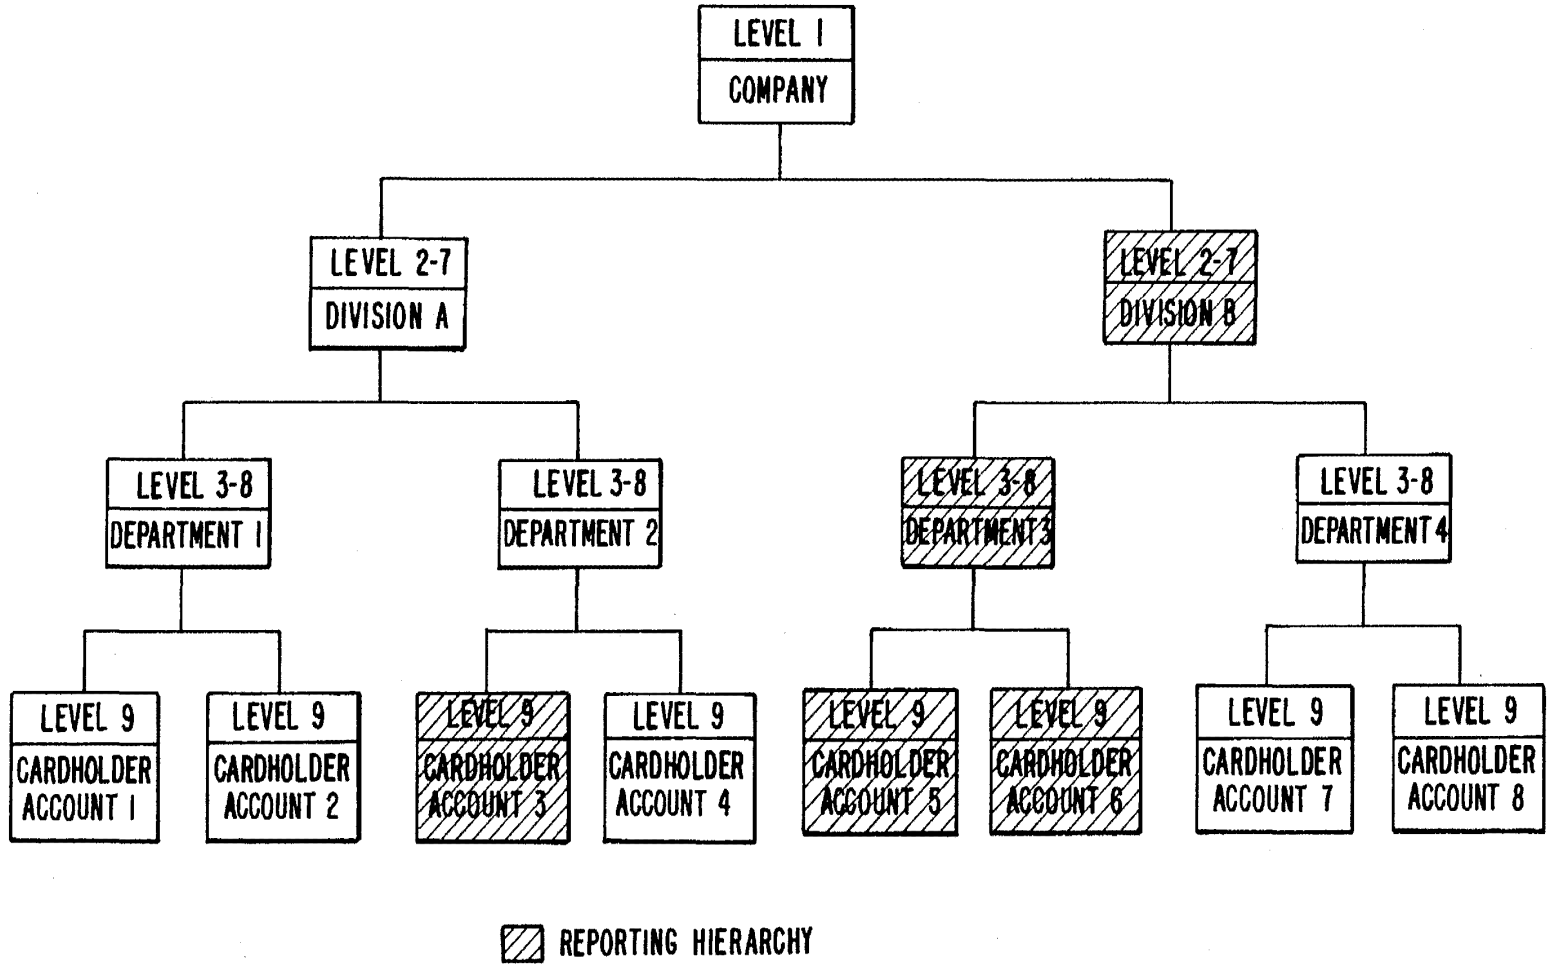 LEVEL 1
COMPANY
LEVEL 2-7
DIVISION A
LEVEL 2-7
DIVISION B
LEVEL 3-8
DEPARTMENT 1
LEVEL 3-8
DEPARTMENT 2
LEVEL 3-8
DEPARTMENT 3
LEVEL 3-8
DEPARTMENT 4
LEVEL 9
CARDHOLDER
ACCOUNT 1
LEVEL 9
CARDHOLDER
ACCOUNT 2
LEVEL 9
CARDHOLDER
ACCOUNT 3
LEVEL 9
CARDHOLDER
ACCOUNT 4
LEVEL 9
CARDHOLDER
ACCOUNT 5
LEVEL 9
CARDHOLDER
ACCOUNT 6
LEVEL 9
CARDHOLDER
ACCOUNT 7
LEVEL 9
CARDHOLDER
ACCOUNT 8
REPORTING HIERARCHY